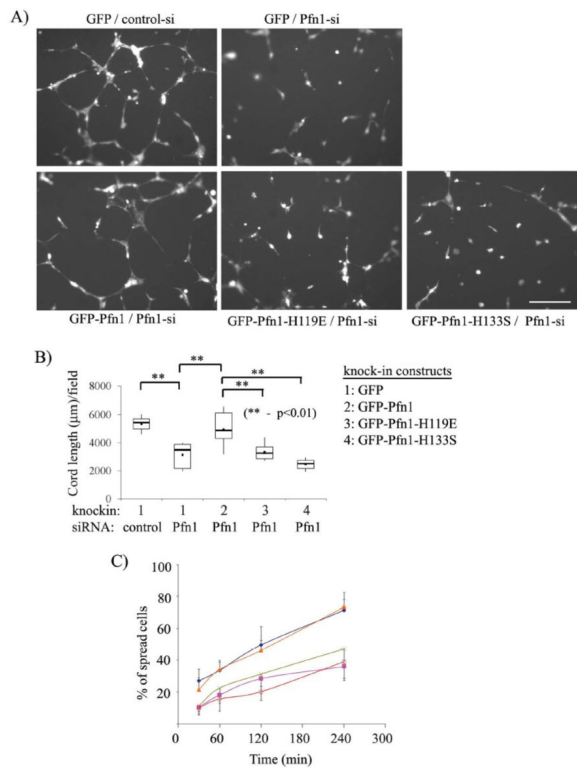 A)
GFP / control-si
GFP / Pfn1-si
GFP-Pfn1 / Pfn1-si
GFP-Pfn1-H119E / Pfn1-si
GFP-Pfn1-H133S / Pfn1-si
B)
**
**
**
**
(** - p<0.01)
Cord length (µm)/field
8000
6000
4000
2000
0
knockin: 1 1 2 3 4
siRNA: control Pfn1 Pfn1 Pfn1 Pfn1
knock-in constructs
1: GFP
2: GFP-Pfn1
3: GFP-Pfn1-H119E
4: GFP-Pfn1-H133S
C)
% of spread cells
100
80
60
40
20
0 60 120 180 240 300
Time (min)